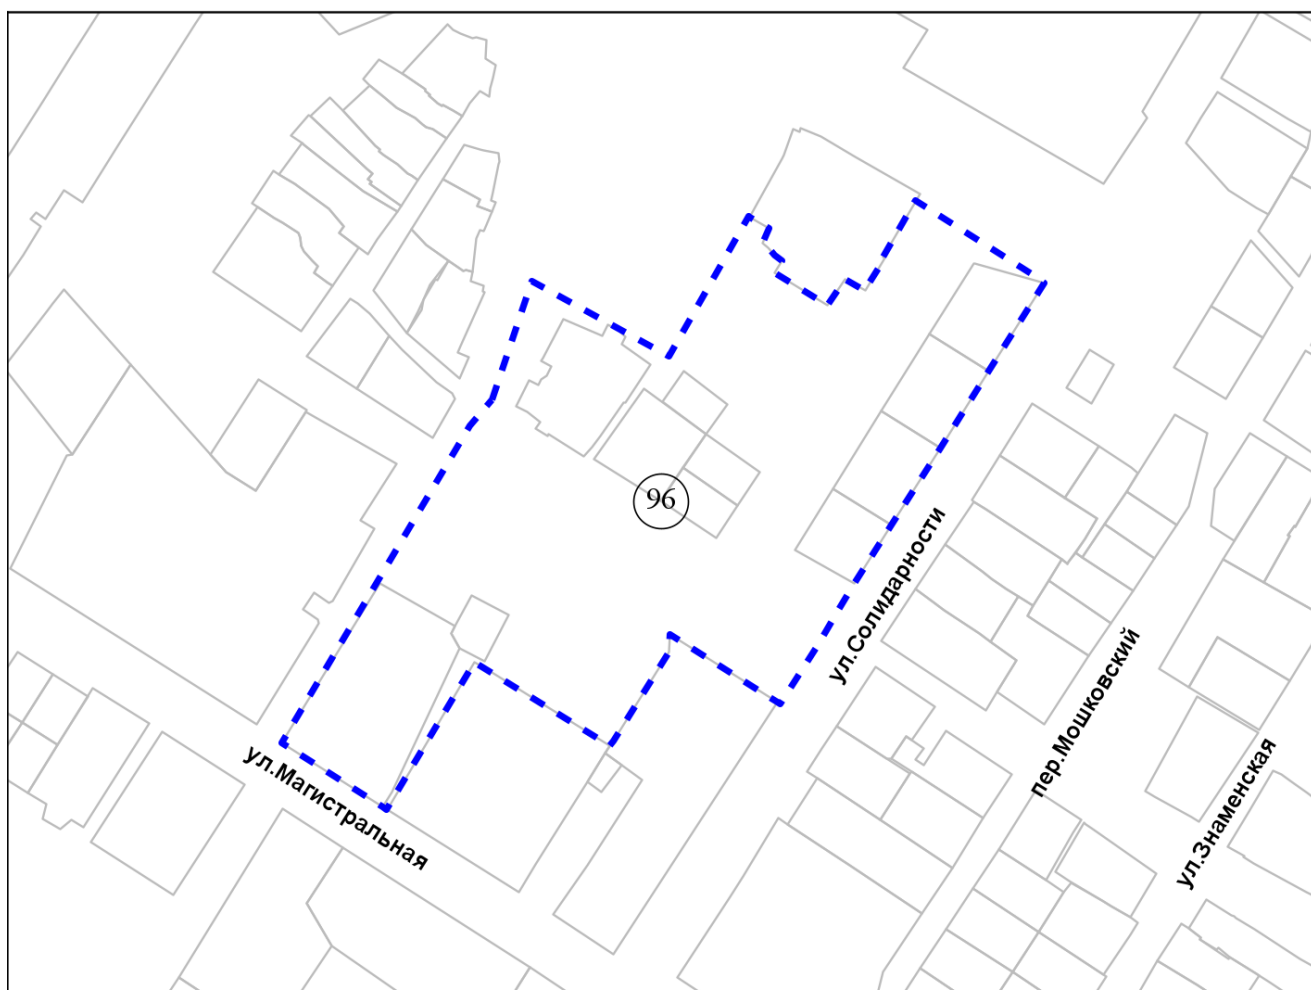 96
ул.Солидарности
пер.Мошковский
ул.Магистральная
ул.Знаменская